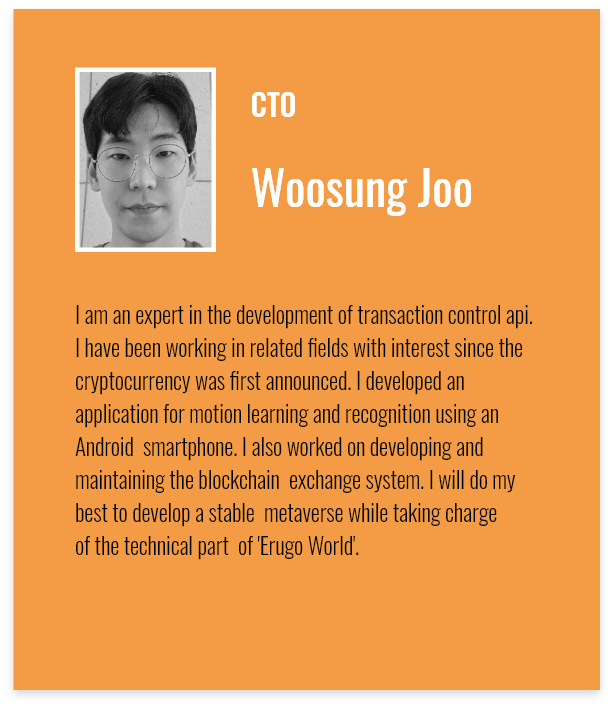 CTO
Woosung Joo
I am an expert in the development of transaction control api.
I have been working in related fields with interest since the
cryptocurrency was first announced. I developed an
application for motion learning and recognition using an
Android  smartphone. I also worked on developing and
maintaining the blockchain  exchange system. I will do my
best to develop a stable  metaverse while taking charge
of the technical part  of 'Erugo World'.